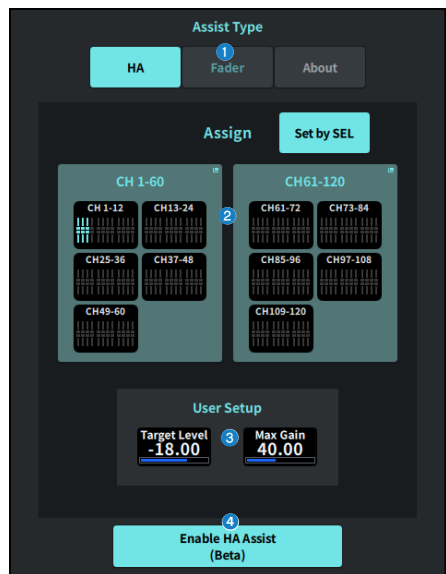 Assist Type
1
HA Fader About
Assign Set by SEL
CH 1-60 CH61-120
2
CH 1-12 CH13-24 CH61-72 CH73-84
CH25-36 CH37-48 CH85-96 CH97-108
CH49-60 CH109-120
User Setup
Target Level 3 Max Gain
-18.00 40.00
4
Enable HA Assist
(Beta)